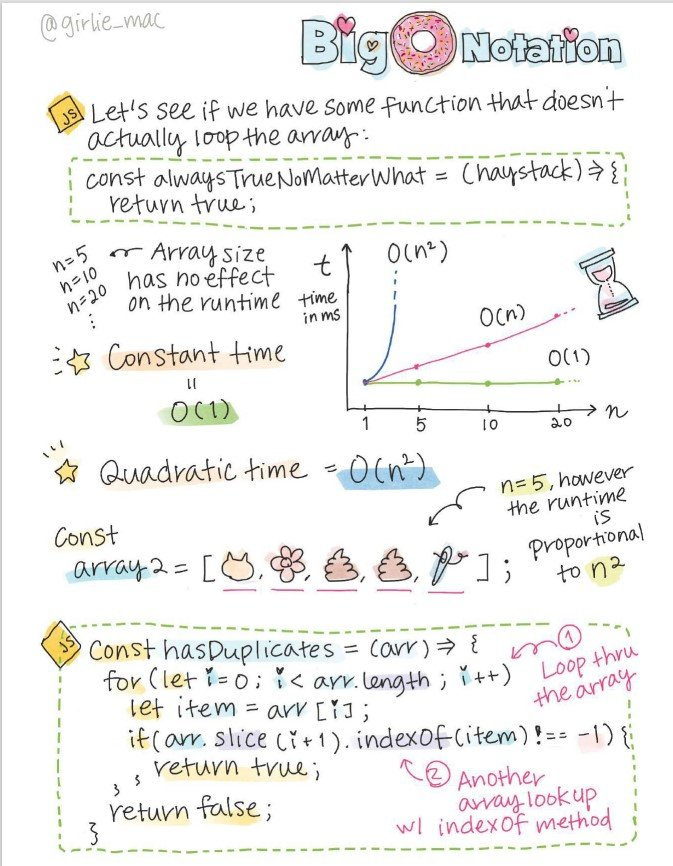 @girlie_mac
Big O Notation
JS
Let's see if we have some function that doesn't
actually loop the array:
const alwaysTrueNoMatterWhat = (haystack) => {
return true;
n=5
n=10
n=20
⋮
Array size
has no effect
on the runtime
Constant time
=
O(1)
t
time
in ms
O(n²)
O(n)
O(1)
1 5 10 20
n
Quadratic time = O(n²)
n=5, however
the runtime
is
proportional
to n²
Const
array2 = [ , , , , ];
JS
Const hasDuplicates = (arr) => {
for (let i=0; i< arr.length; i++)
let item = arr [i];
if(arr. slice (i+1). indexOf(item) !== -1) {
return true;
} }
return false;
}
1
Loop thru
the array
2 Another
array look up
w/ indexOf method